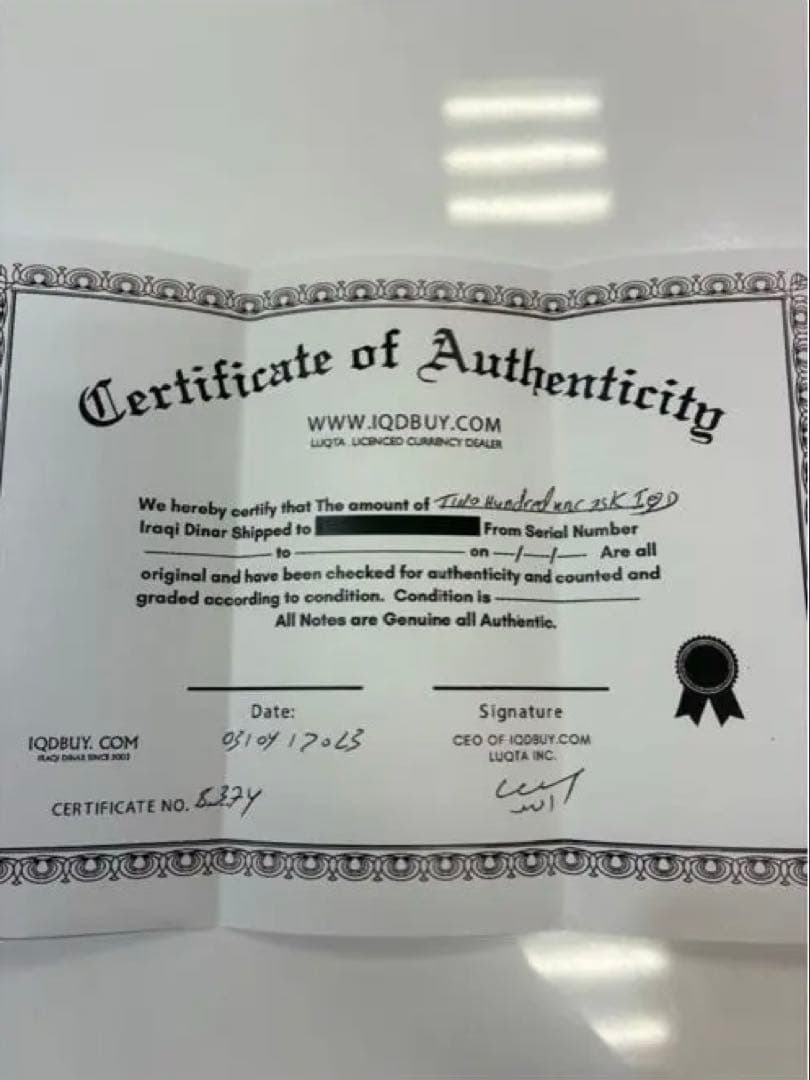 Certificate of Authenticity
WWW.IQDBUY.COM
LUQTA LICENCED CURRENCY DEALER
We hereby certify that The amount of Two Hundred unc 25K IQD
Iraqi Dinar Shipped to From Serial Number
to on / / Are all
original and have been checked for authenticity and counted and
graded according to condition. Condition is
All Notes are Genuine all Authentic.
Date:
03/04/2023
Signature
CEO OF IQDBUY.COM
LUQTA INC.
IQDBUY. COM
IRAQI DINAR SINCE 2003
CERTIFICATE NO. 5374